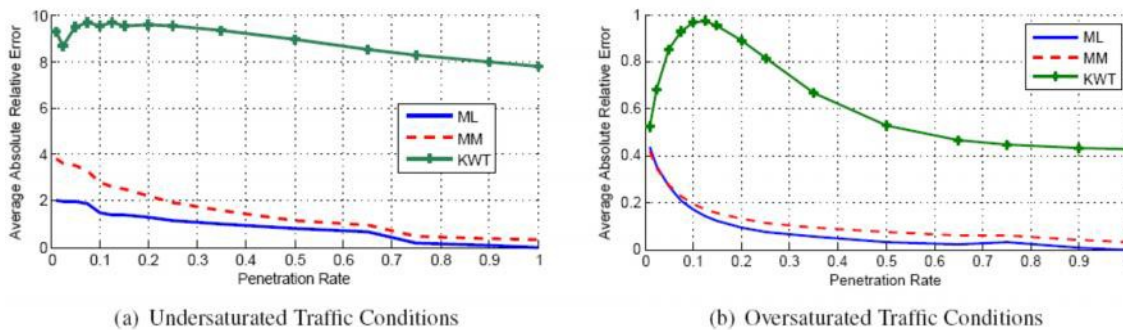 10
8
6
4
2
0
0 0.1 0.2 0.3 0.4 0.5 0.6 0.7 0.8 0.9 1
Average Absolute Relative Error
Penetration Rate
ML
MM
KWT
(a) Undersaturated Traffic Conditions
1
0.8
0.6
0.4
0.2
0
0 0.1 0.2 0.3 0.4 0.5 0.6 0.7 0.8 0.9 1
Average Absolute Relative Error
Penetration Rate
ML
MM
KWT
(b) Oversaturated Traffic Conditions